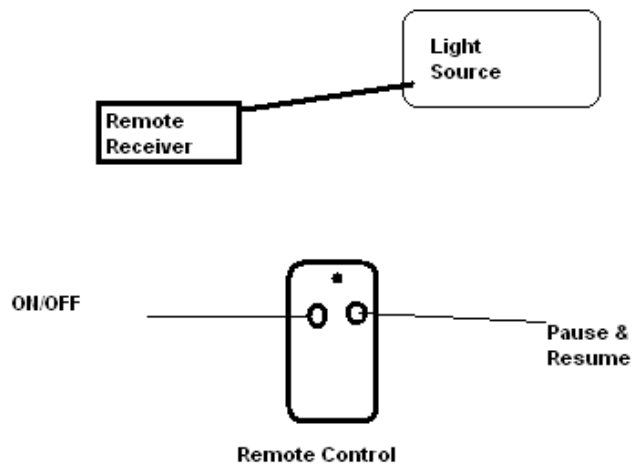 Light
Source
Remote
Receiver
ON/OFF
Pause &
Resume
Remote Control